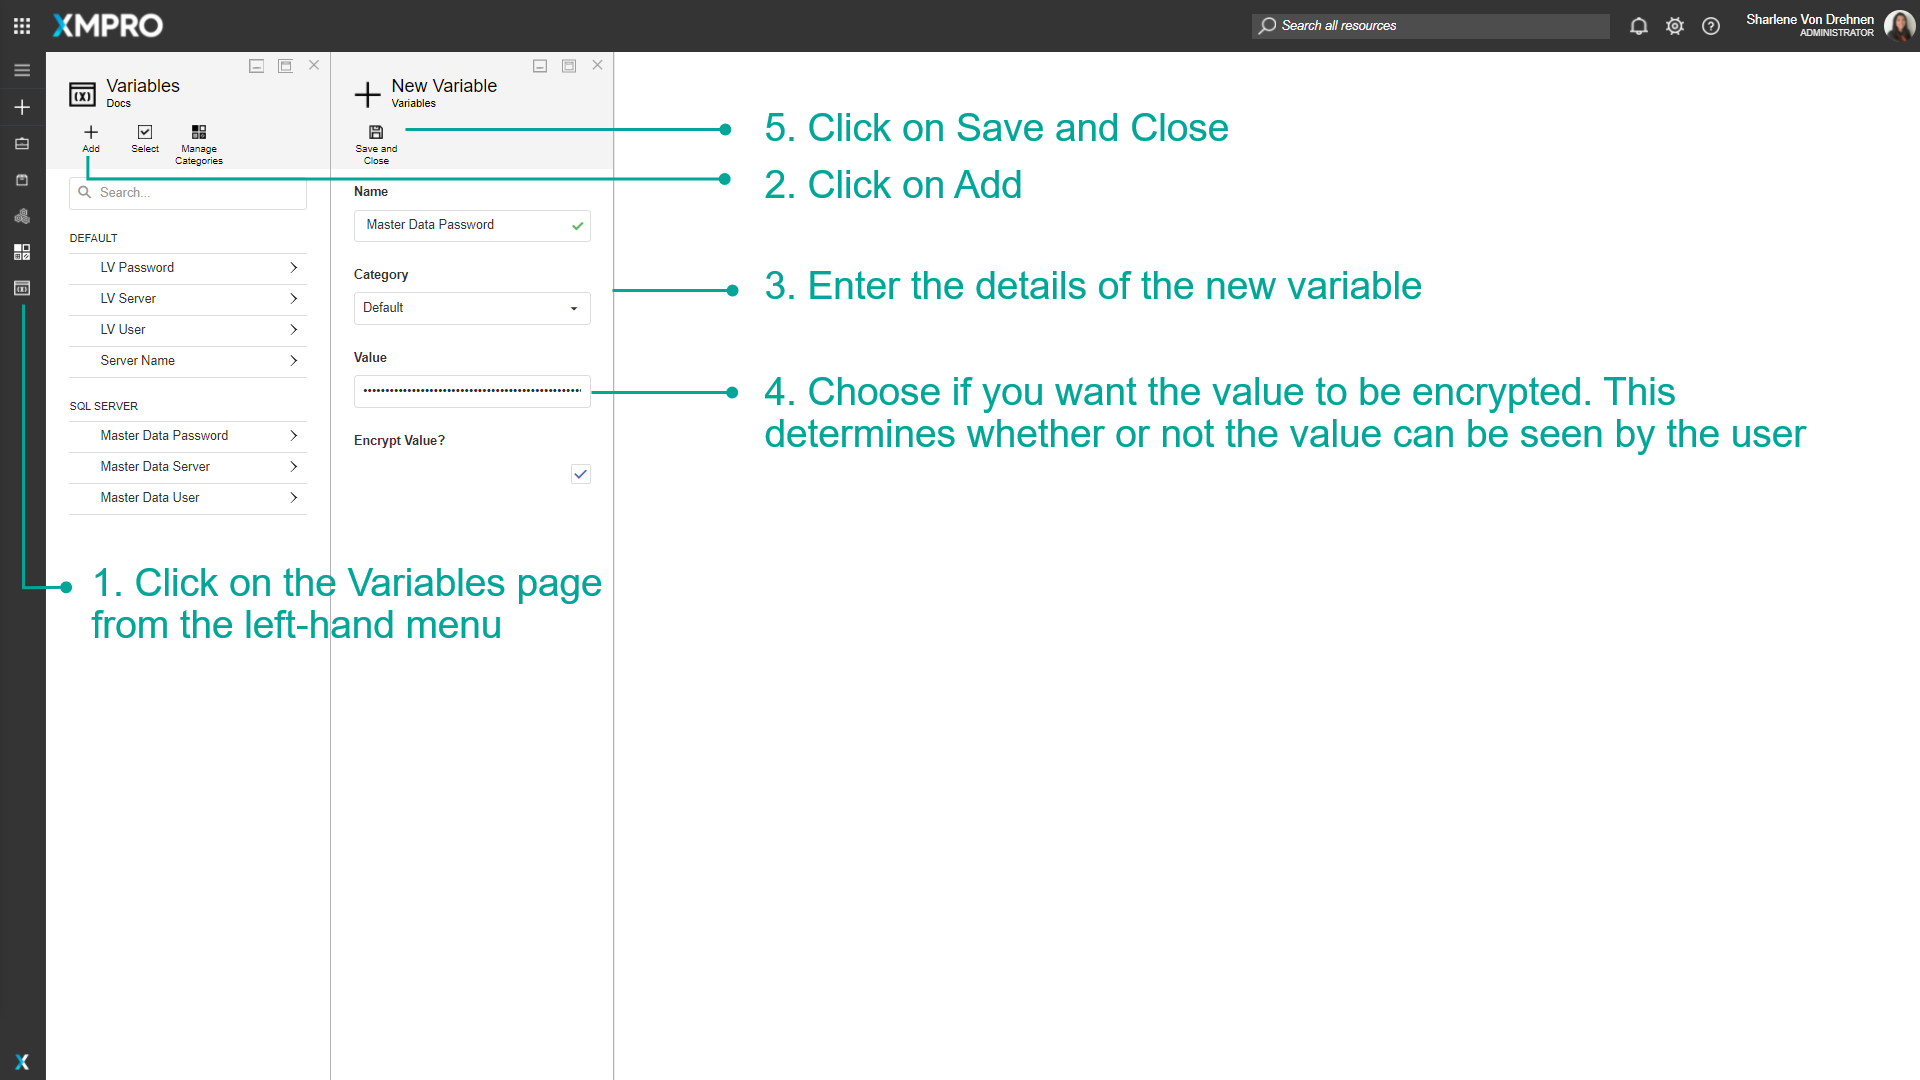 XMPRO
Search all resources
Sharlene Von Drehnen
ADMINISTRATOR
Variables
Docs
Add
Select
Manage
Categories
Search...
DEFAULT
LV Password
LV Server
LV User
Server Name
SQL SERVER
Master Data Password
Master Data Server
Master Data User
New Variable
Variables
Save and
Close
Name
Master Data Password
Category
Default
Value
Encrypt Value?
5. Click on Save and Close
2. Click on Add
3. Enter the details of the new variable
4. Choose if you want the value to be encrypted. This
determines whether or not the value can be seen by the user
1. Click on the Variables page
from the left-hand menu